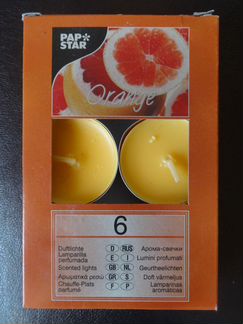 PAP
STAR
Orange
6
Duftlichte D RUS Арома-свечки
Lamparilla perfumada E I Lumini profumati
Scented lights GB NL Geurtheelichten
Αρωματικά ρεσώ GR S Doft värmeljus
Chauffe-Plats parfumé F P Lamparinas aromáticas